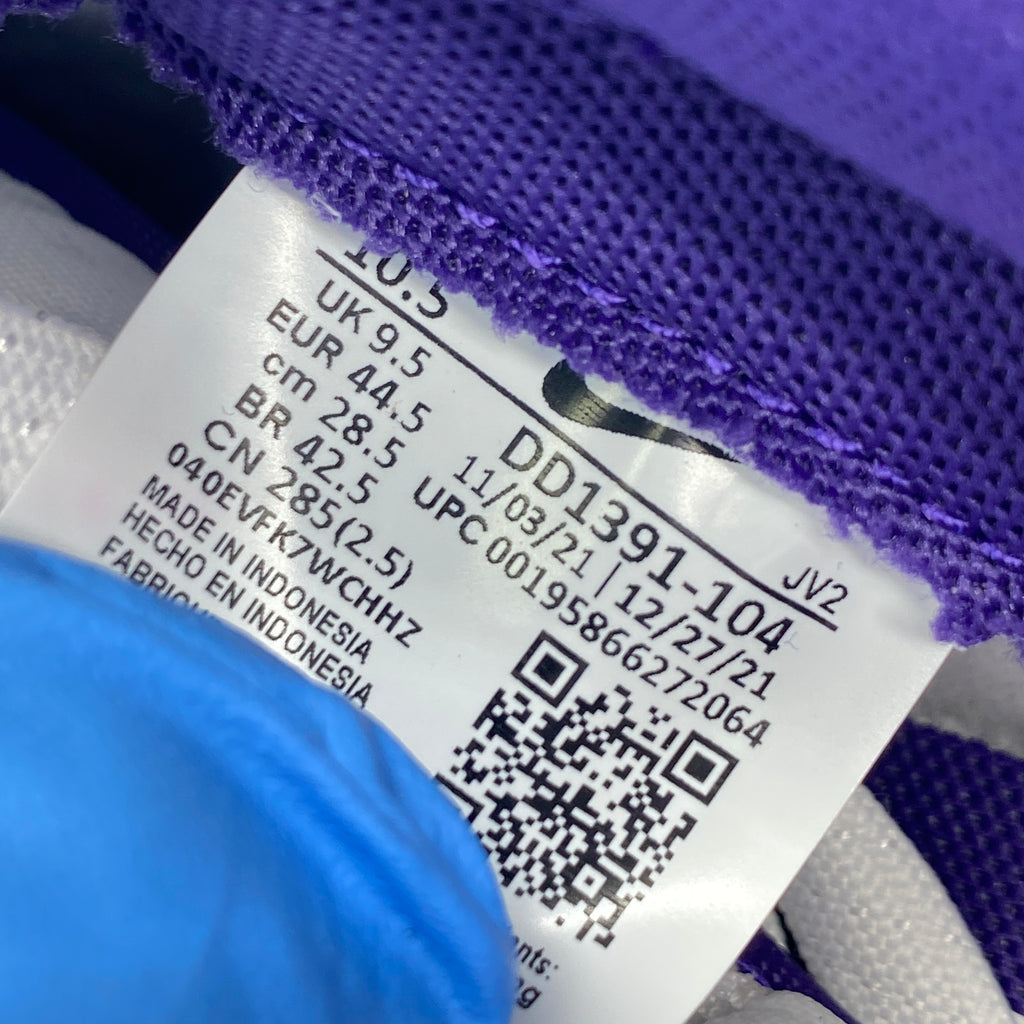 10.5
UK 9.5
EUR 44.5
cm 28.5
BR 42.5
CN 285(2.5)
040EVFK7WCHHZ
MADE IN INDONESIA
HECHO EN INDONESIA
JV2
DD1391-104
11/03/21 | 12/27/21
UPC 00195866272064